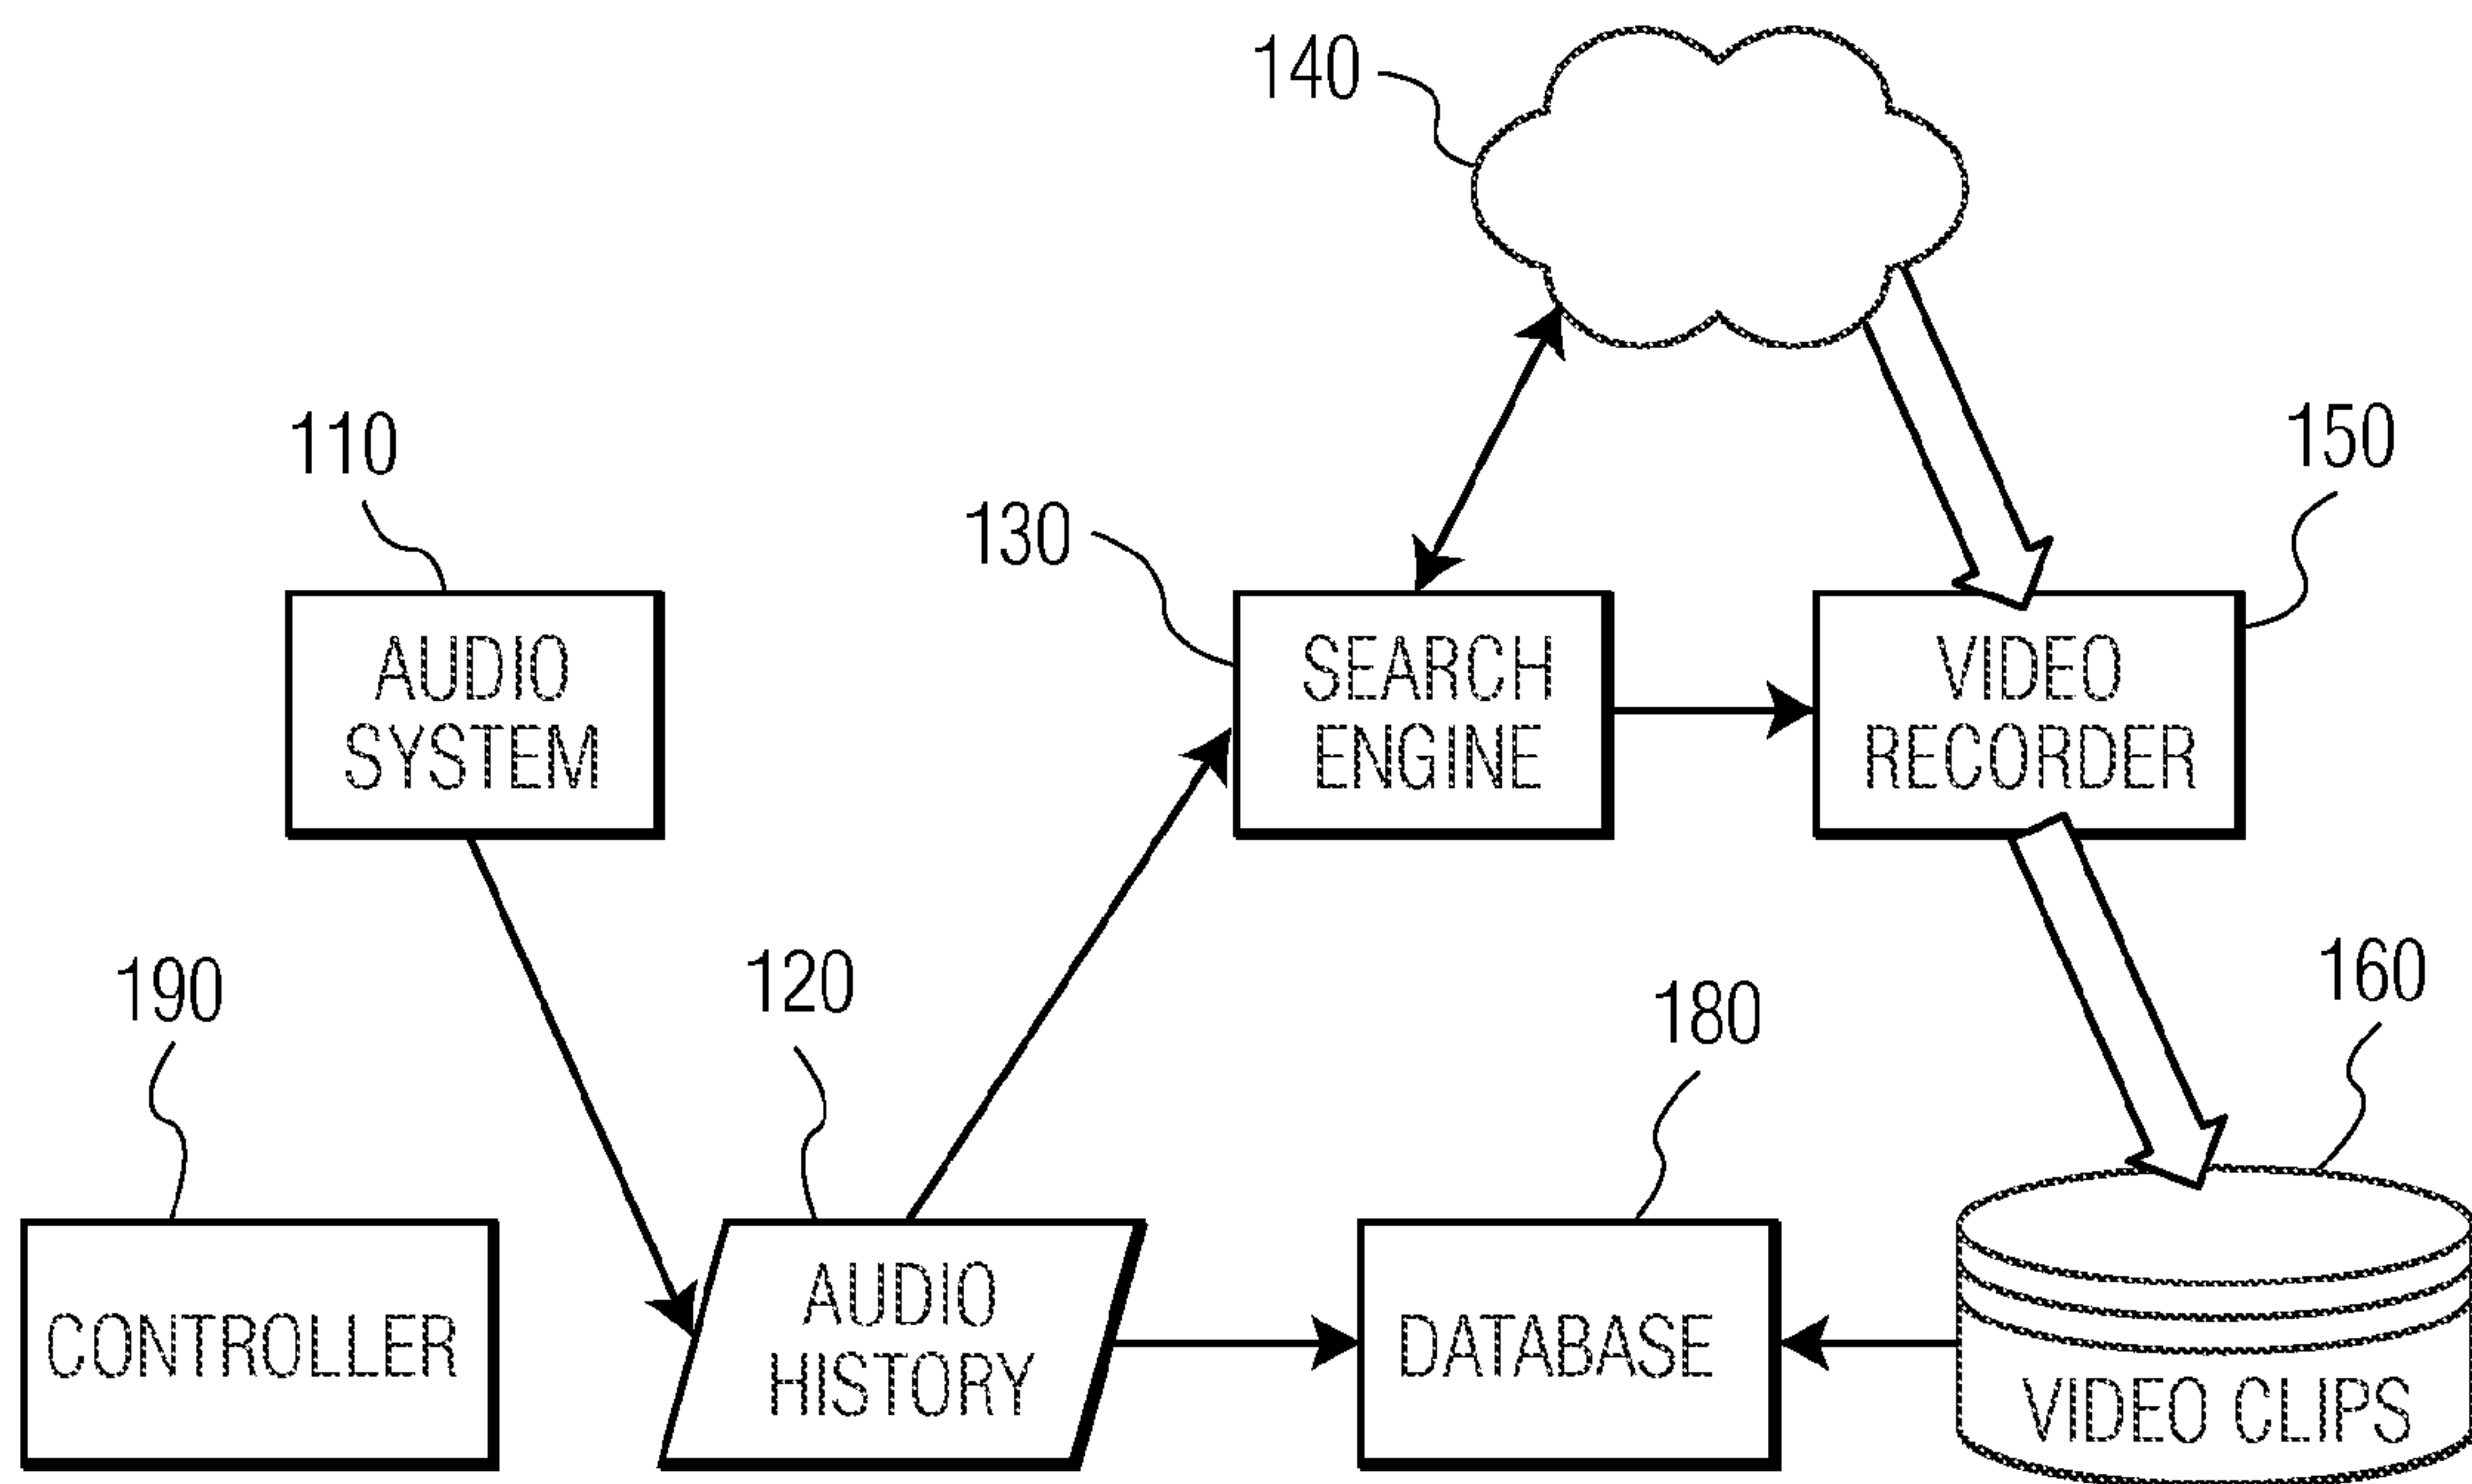 140
110
130
150
AUDIO
SYSTEM
SEARCH
ENGINE
VIDEO
RECORDER
190
120
180
160
CONTROLLER
AUDIO
HISTORY
DATABASE
VIDEO CLIPS